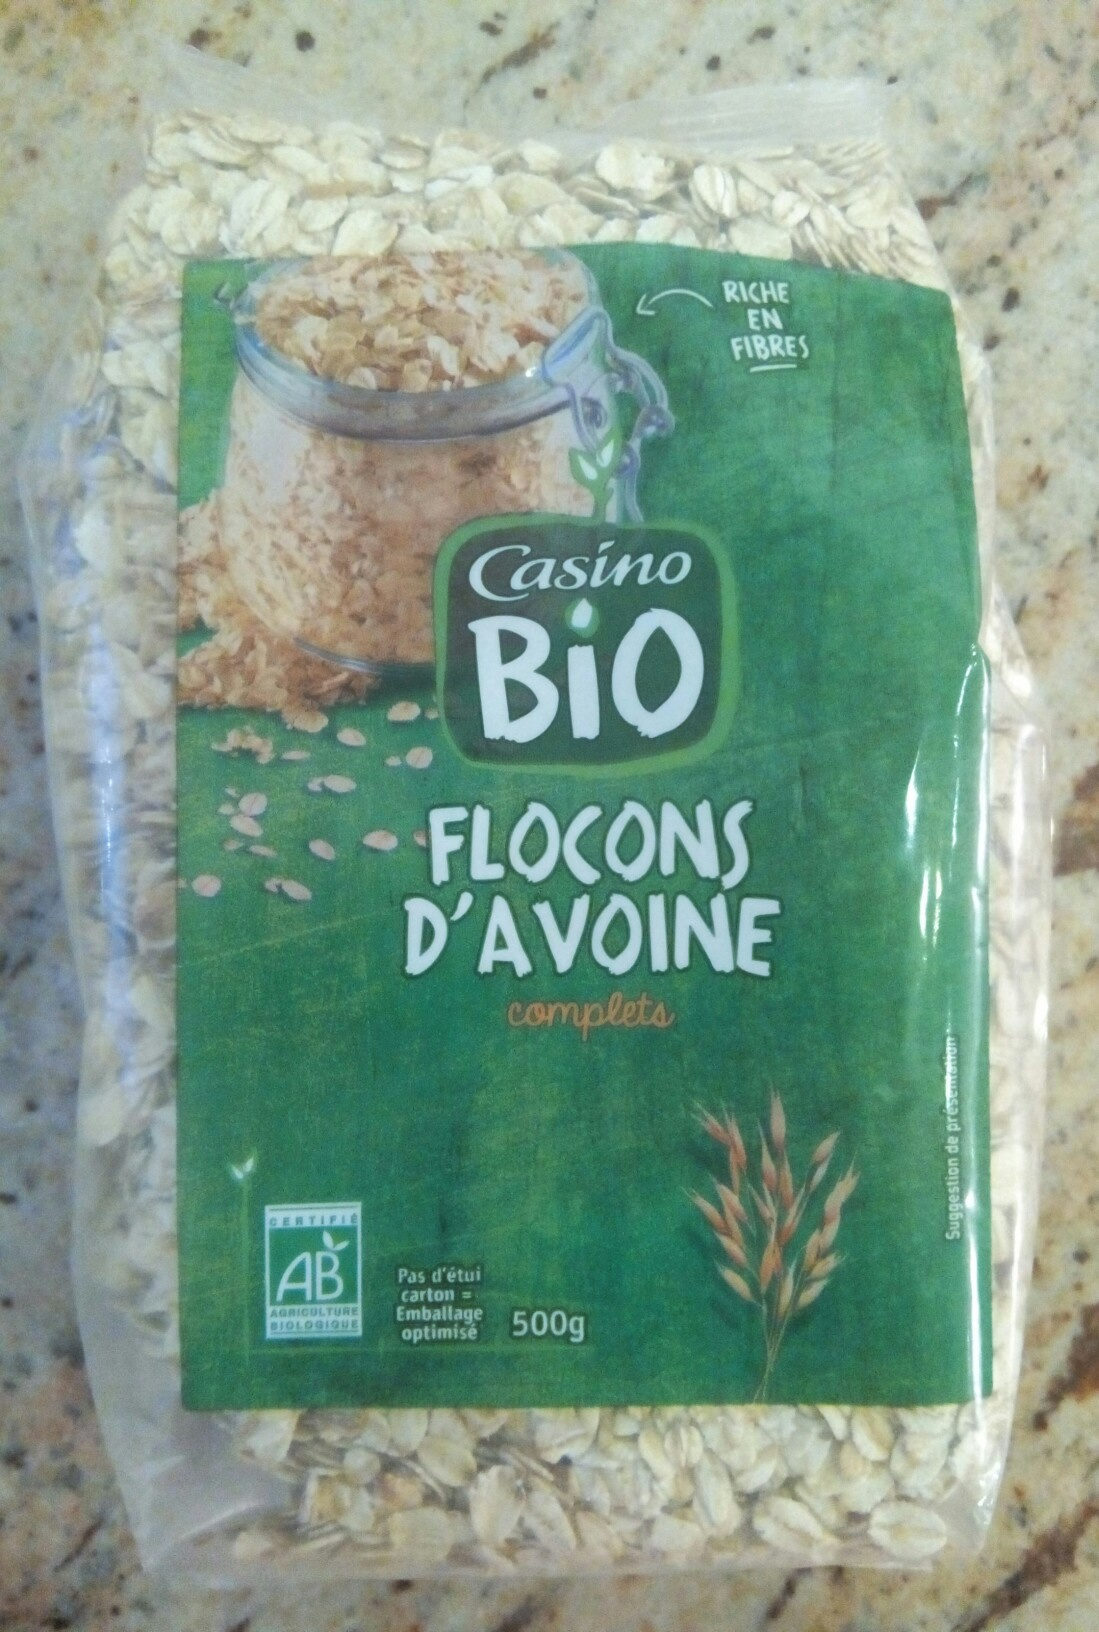 RICHE
EN
FIBRES
Casino
BiO
FLOCONS
D'AVOINE
complets
Suggestion de présentation
CERTIFIÉ
AB
AGRICULTURE
BIOLOGIQUE
Pas d'étui
carton =
Emballage
optimisé
500g